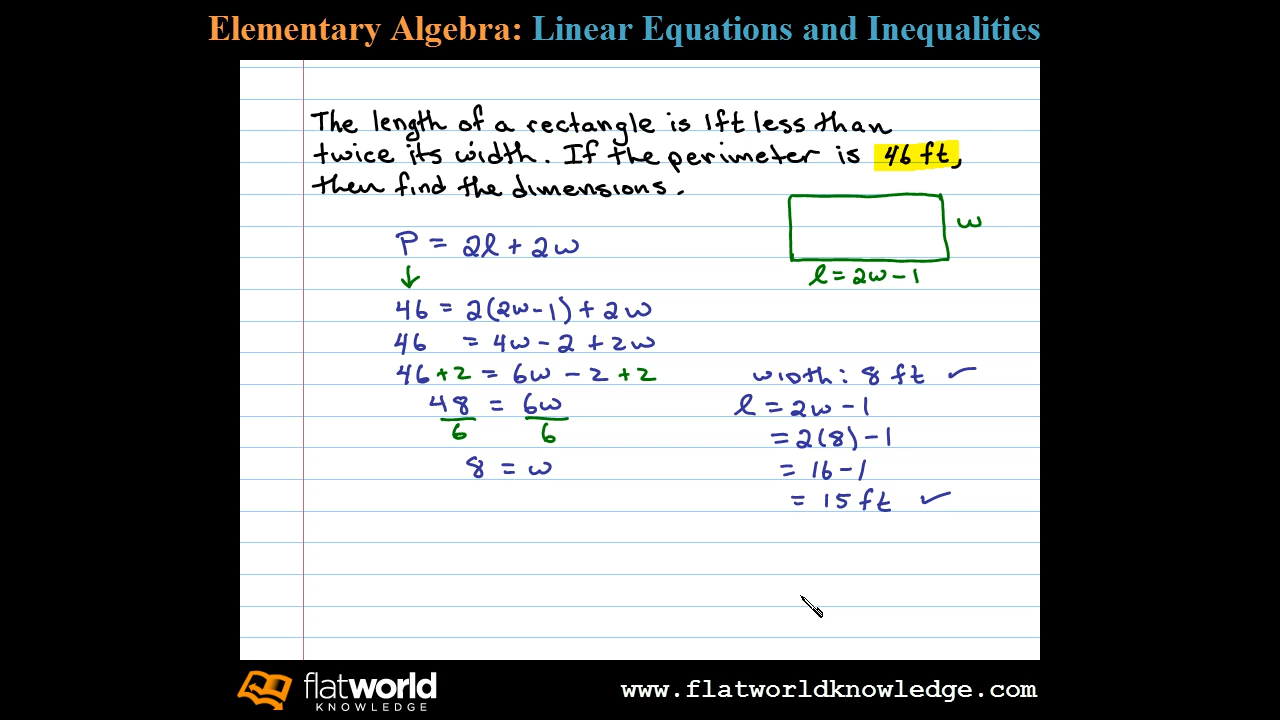 Elementary Algebra: Linear Equations and Inequalities
The length of a rectangle is 1ft less than
twice its width. If the perimeter is 46 ft,
then find the dimensions.
w
l = 2w - 1
P = 2l + 2w
↓
46 = 2(2w - 1) + 2w
46 = 4w - 2 + 2w
46 + 2 = 6w - 2 + 2
48 = 6w
6 6
8 = w
width: 8 ft ✓
l = 2w - 1
= 2(8) - 1
= 16 - 1
= 15 ft ✓
flatworld
KNOWLEDGE
www.flatworldknowledge.com